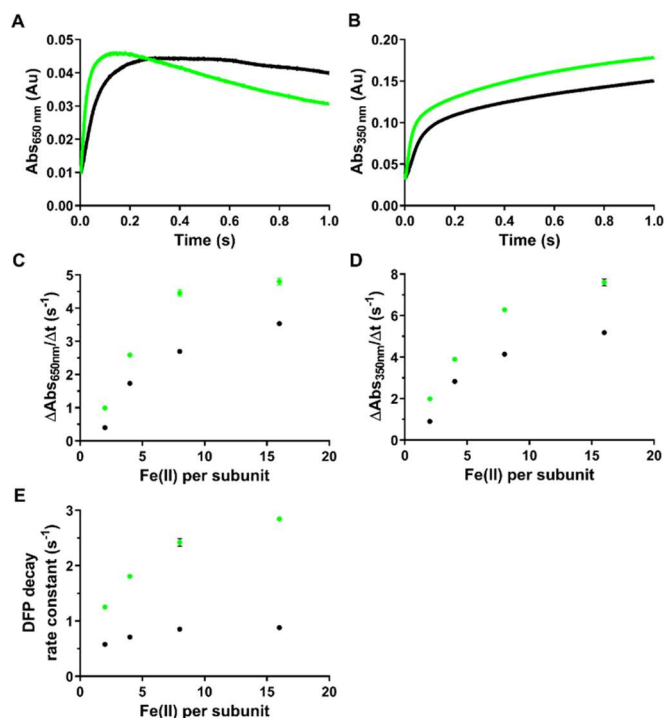 A
B
0.05
0.04
0.03
0.02
0.01
0.00
Abs650 nm (Au)
0.0 0.2 0.4 0.6 0.8 1.0
Time (s)
0.20
0.15
0.10
0.05
0.00
Abs350 nm (Au)
0.0 0.2 0.4 0.6 0.8 1.0
Time (s)
C
D
5
4
3
2
1
0
ΔAbs650nm/Δt (s-1)
0 5 10 15 20
Fe(II) per subunit
8
6
4
2
0
ΔAbs350nm/Δt (s-1)
0 5 10 15 20
Fe(II) per subunit
E
3
2
1
0
DFP decay
rate constant (s-1)
0 5 10 15 20
Fe(II) per subunit